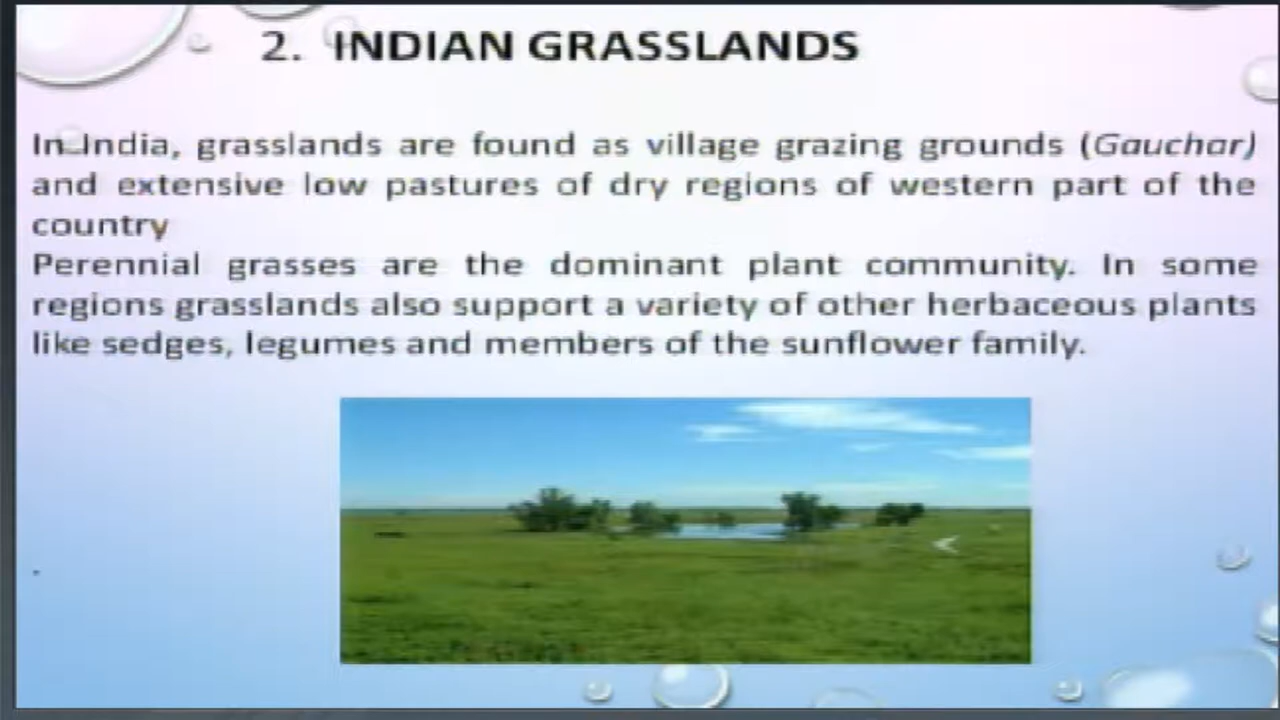 2. INDIAN GRASSLANDS
In India, grasslands are found as village grazing grounds (Gauchar)
and extensive low pastures of dry regions of western part of the
country
Perennial grasses are the dominant plant community. In some
regions grasslands also support a variety of other herbaceous plants
like sedges, legumes and members of the sunflower family.
.